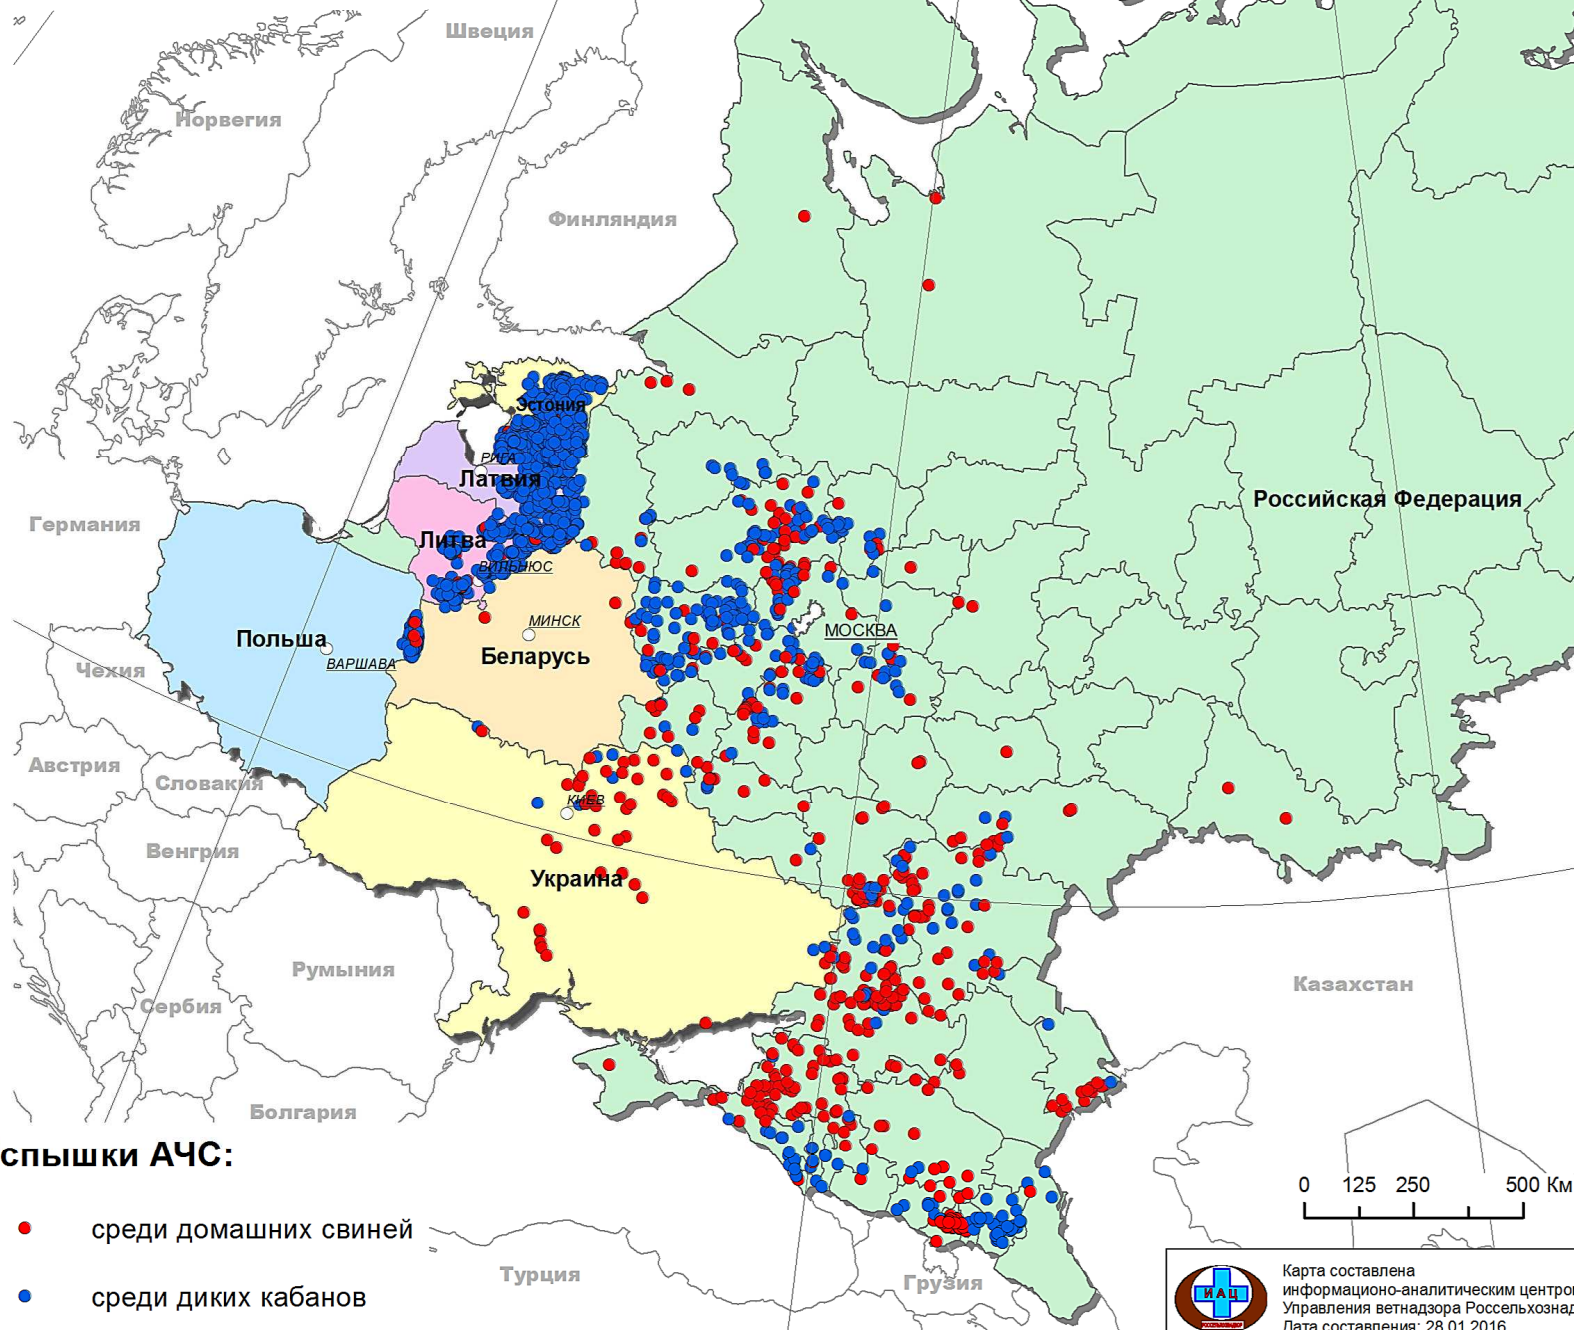 Швеция
Норвегия
Финляндия
Эстония
РИГА
Латвия
Российская Федерация
Германия
Литва
ВИЛЬНЮС
МИНСК
МОСКВА
Польша
Беларусь
ВАРШАВА
Чехия
Австрия
Словакия
КИЕВ
Венгрия
Украина
Румыния
Казахстан
Сербия
Болгария
спышки АЧС:
0 125 250 500 Км
среди домашних свиней
Турция
Грузия
среди диких кабанов
ИАЦ
Карта составлена
информационо-аналитическим центром
Управления ветнадзора Россельхознад
Дата составления: 28.01.2016